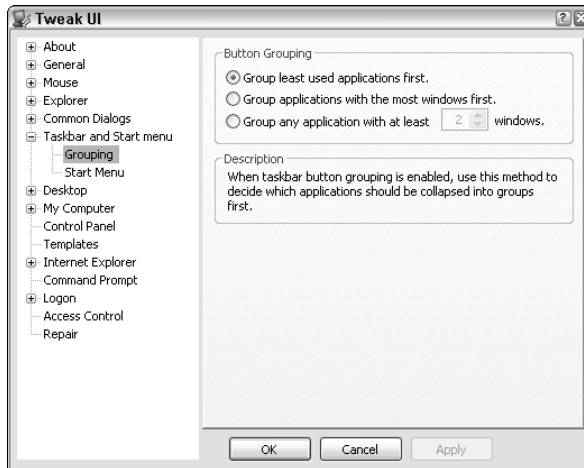 Tweak UI
About
General
Mouse
Explorer
Common Dialogs
Taskbar and Start menu
Grouping
Start Menu
Desktop
My Computer
Control Panel
Templates
Internet Explorer
Command Prompt
Logon
Access Control
Repair
Button Grouping
Group least used applications first.
Group applications with the most windows first.
Group any application with at least 2 windows.
Description
When taskbar button grouping is enabled, use this method to
decide which applications should be collapsed into groups
first.
OK Cancel Apply